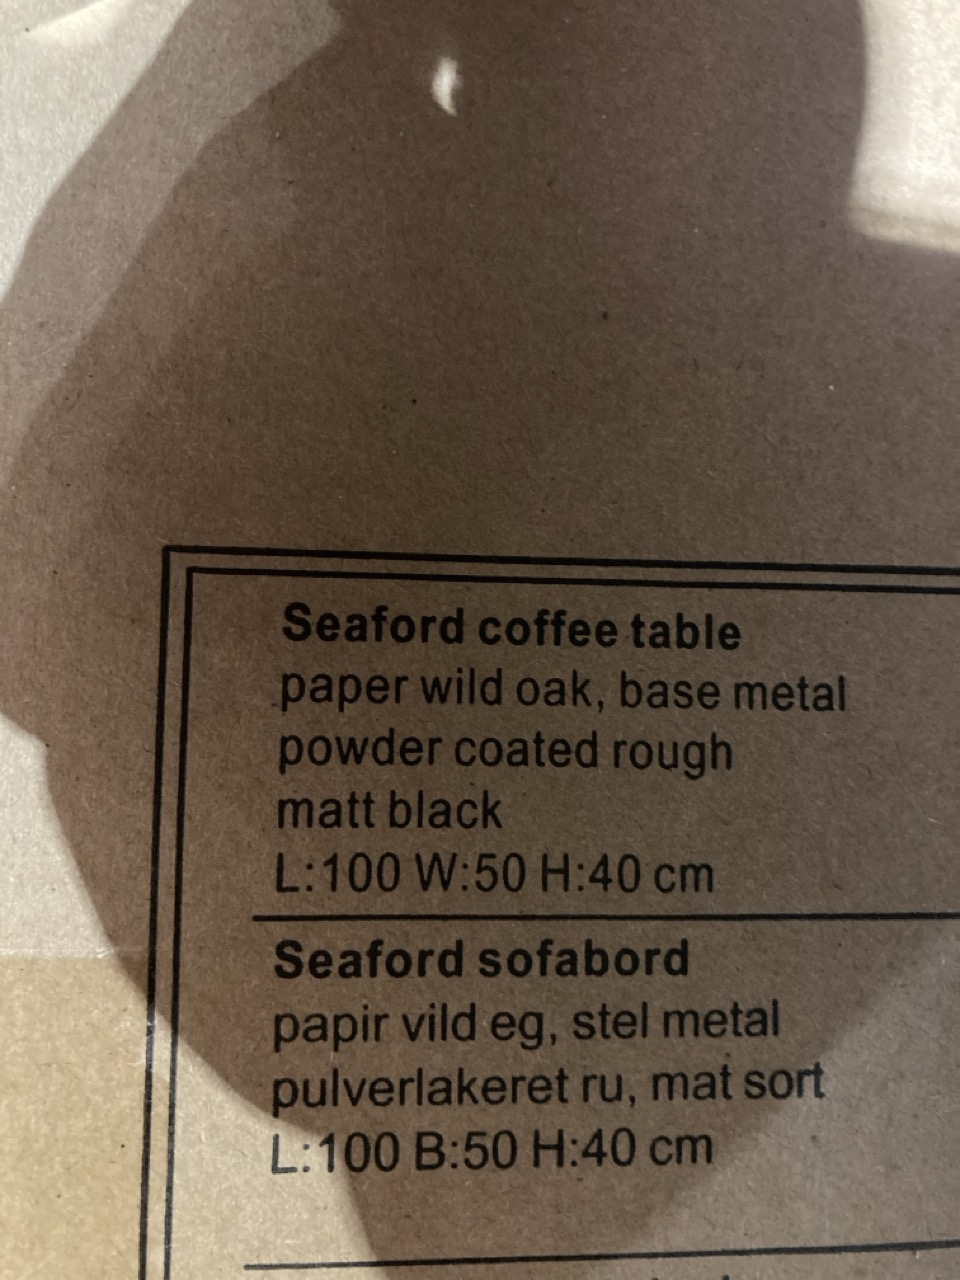 Seaford coffee table
paper wild oak, base metal
powder coated rough
matt black
L:100 W:50 H:40 cm
Seaford sofabord
papir vild eg, stel metal
pulverlakeret ru, mat sort
L:100 B:50 H:40 cm